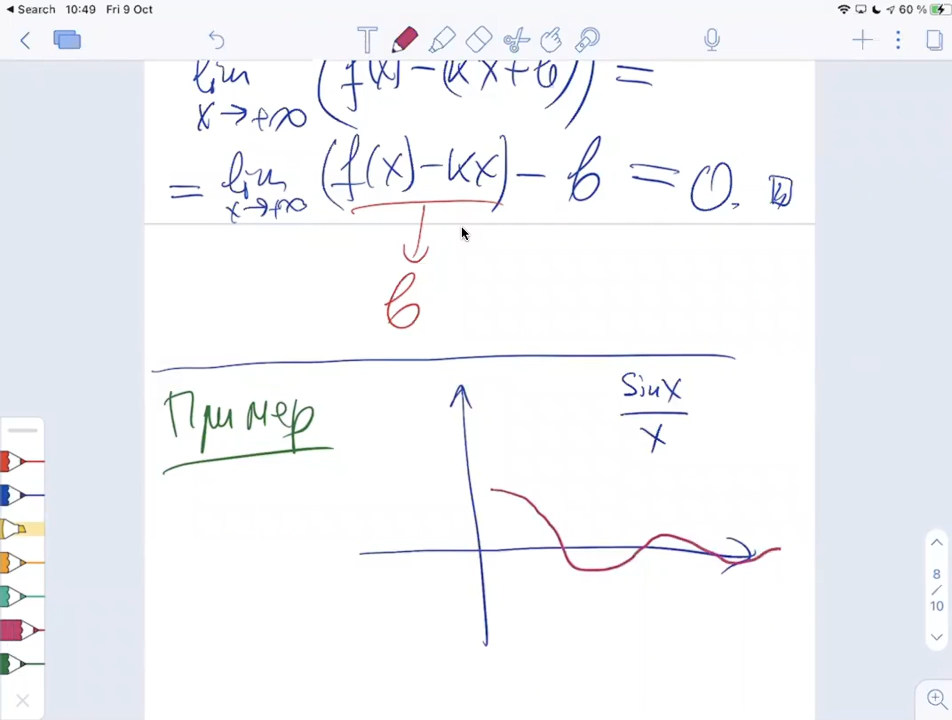 Search 10:49 Fri 9 Oct 60 %
T
lim (f(x) - (kx+b)) =
x→+∞
= lim (f(x) - kx) - b = 0.
x→+∞
b
Пример
sin x
x
8
/
10